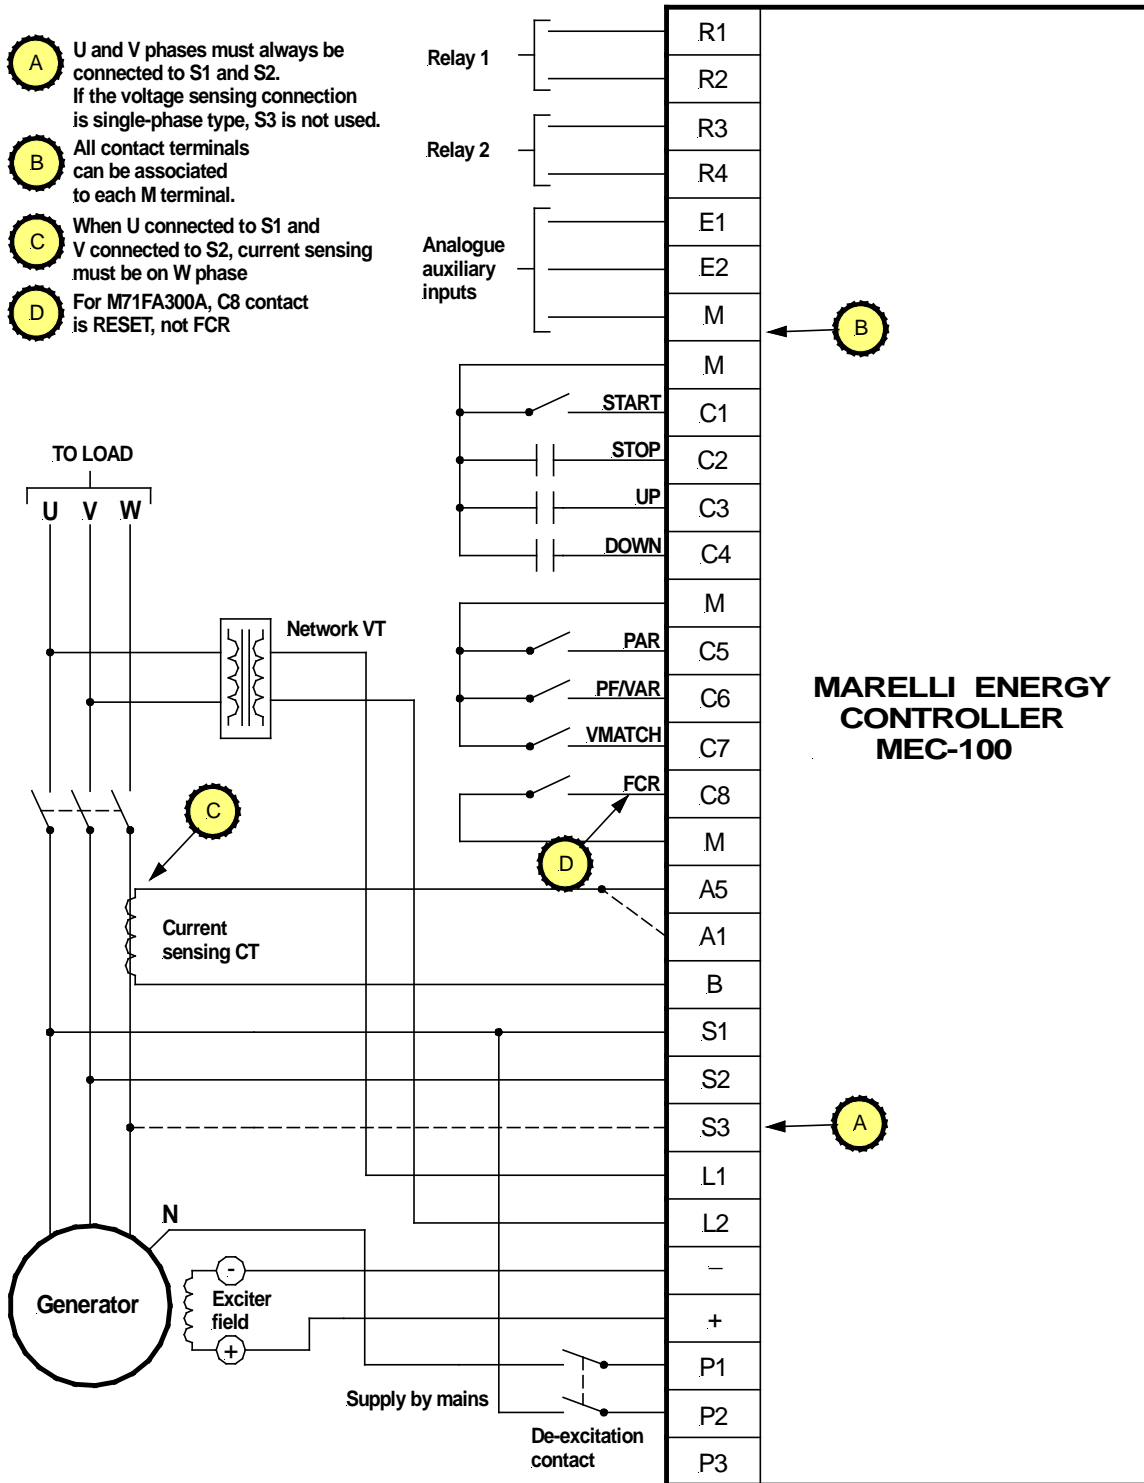 A
U and V phases must always be
connected to S1 and S2.
If the voltage sensing connection
is single-phase type, S3 is not used.
B
All contact terminals
can be associated
to each M terminal.
C
When U connected to S1 and
V connected to S2, current sensing
must be on W phase
D
For M71FA300A, C8 contact
is RESET, not FCR
Relay 1
Relay 2
Analogue
auxiliary
inputs
START
STOP
UP
DOWN
PAR
PF/VAR
VMATCH
FCR
R1
R2
R3
R4
E1
E2
M
M
C1
C2
C3
C4
M
C5
C6
C7
C8
M
A5
A1
B
S1
S2
S3
L1
L2
–
+
P1
P2
P3
B
A
MARELLI ENERGY
CONTROLLER
MEC-100
TO LOAD
U V W
Network VT
C
D
Current
sensing CT
N
Generator
-
Exciter
field
+
Supply by mains
De-excitation
contact